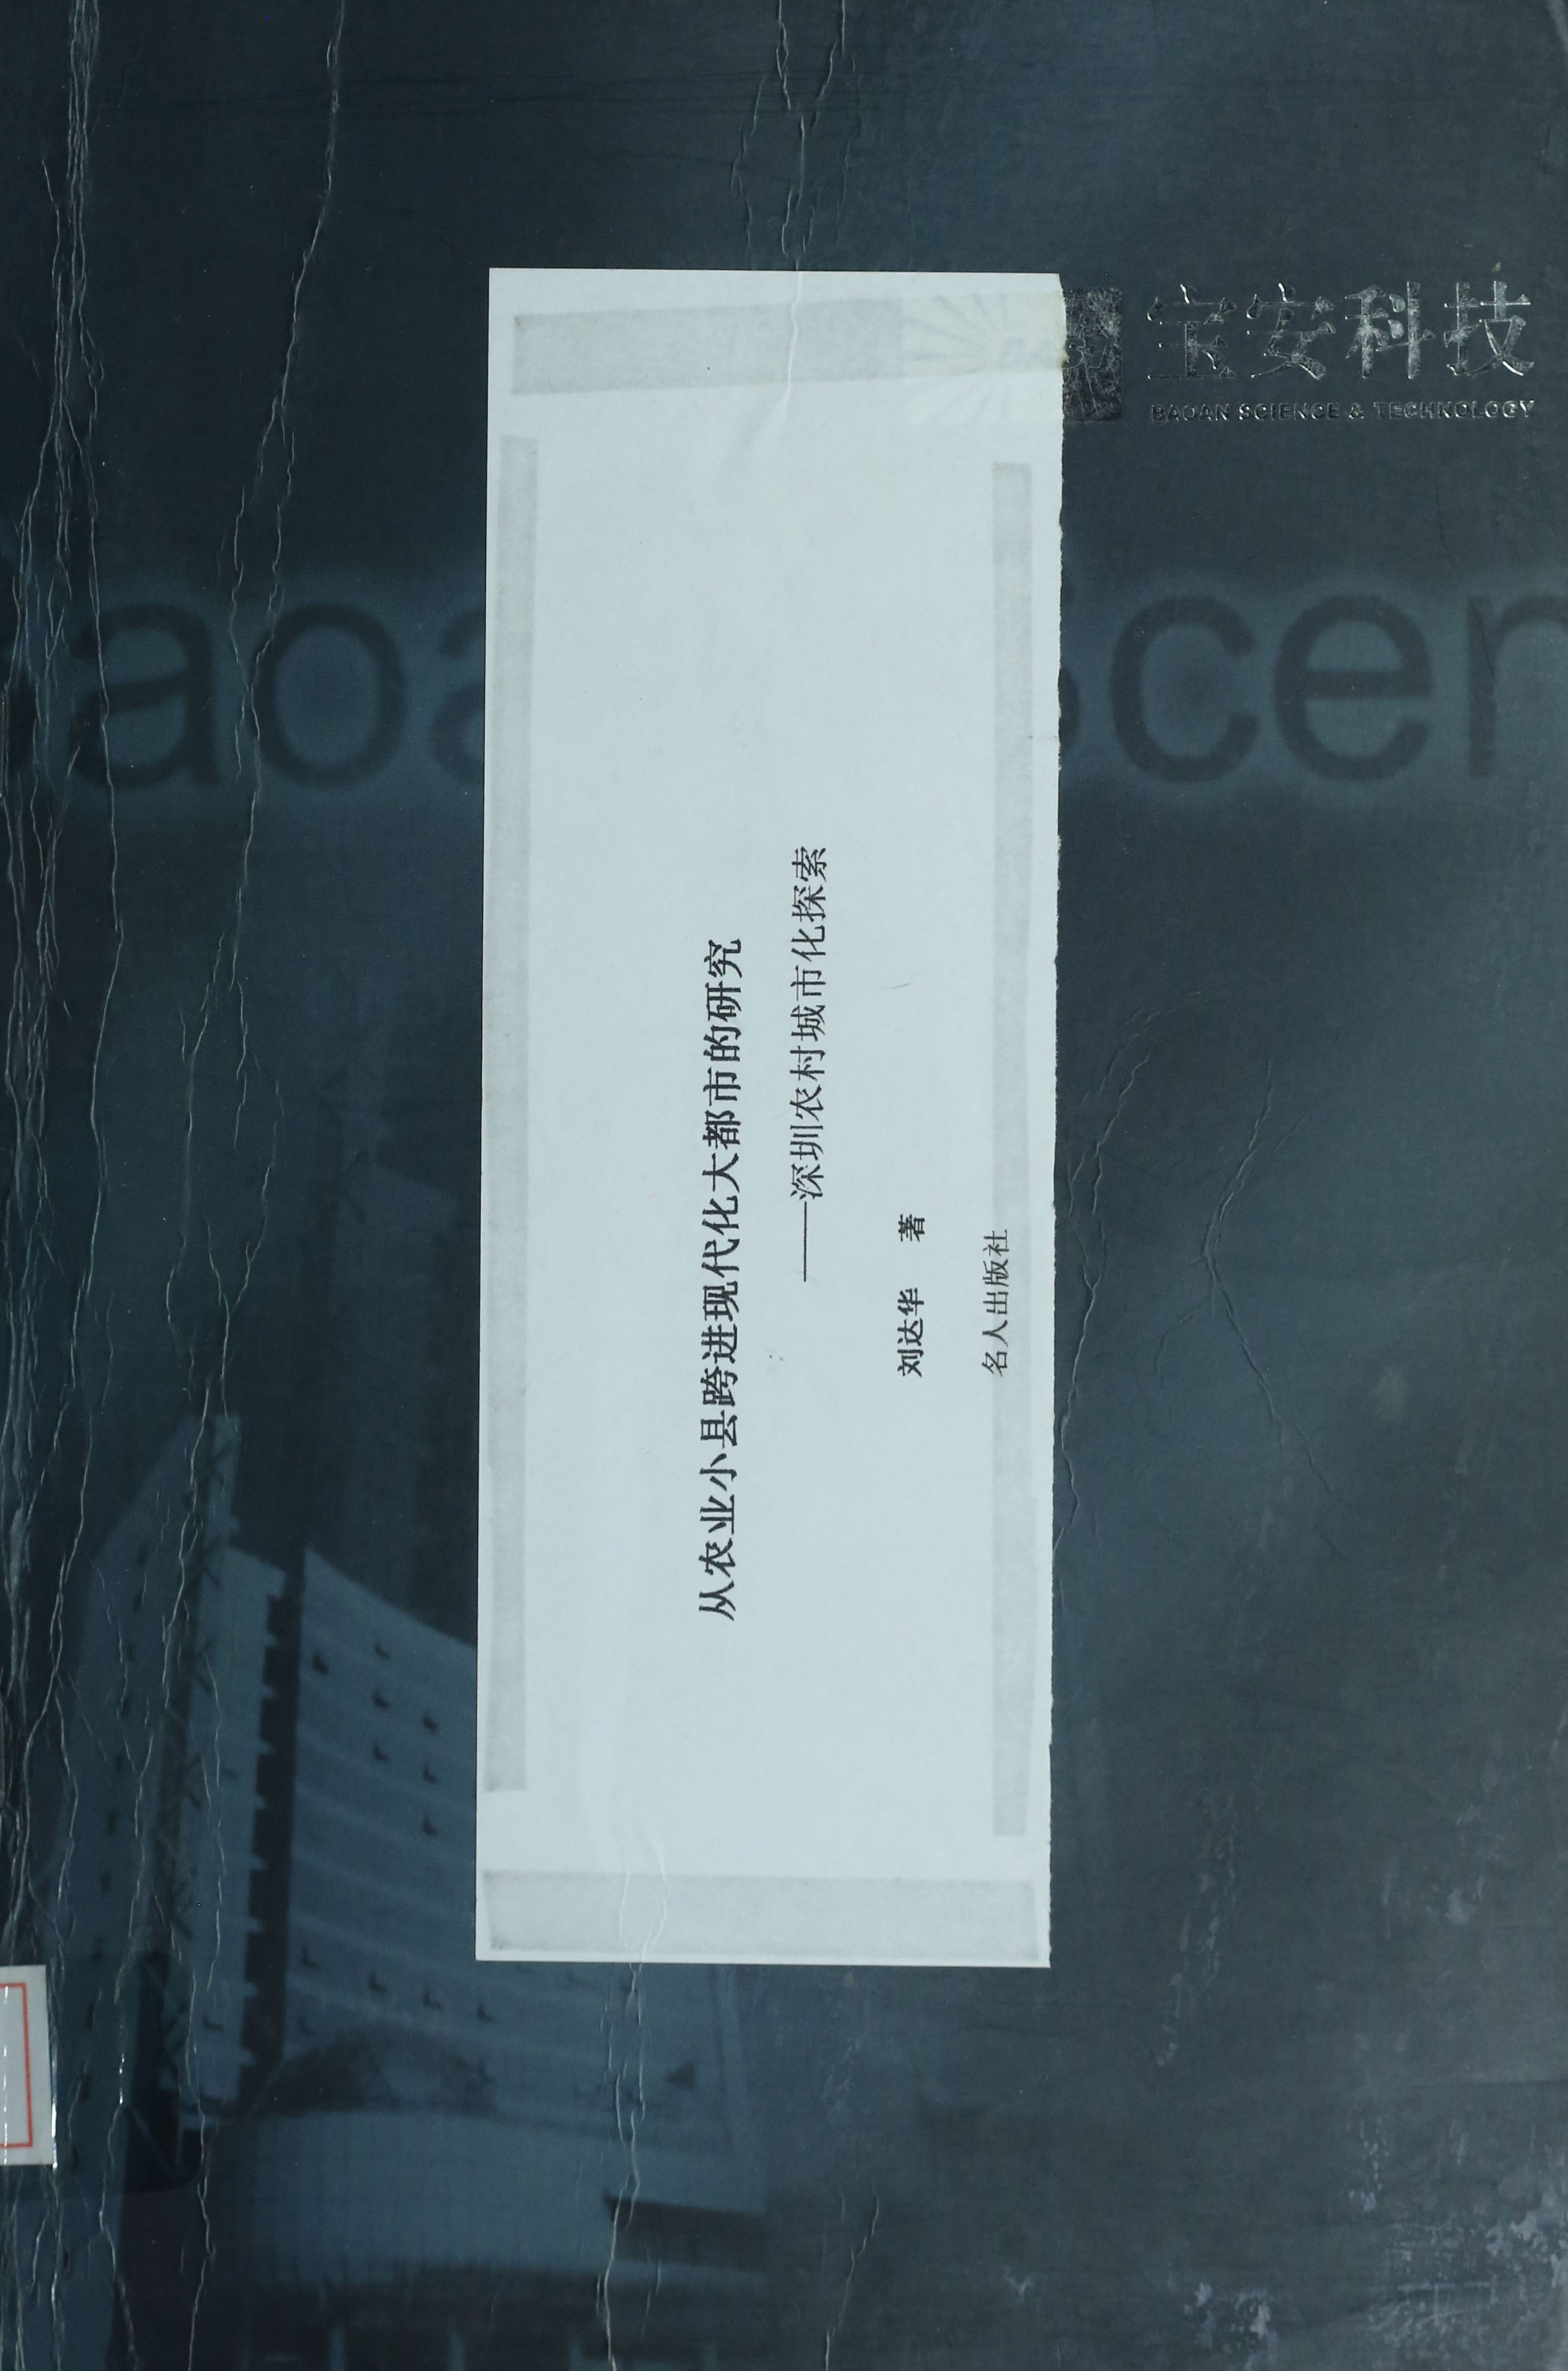 宝安科技
BAOAN SCIENCE & TECHNOLOGY
从农业小县跨进现代化大都市的研究
——深圳农村城市化探索
刘达华 著
名人出版社